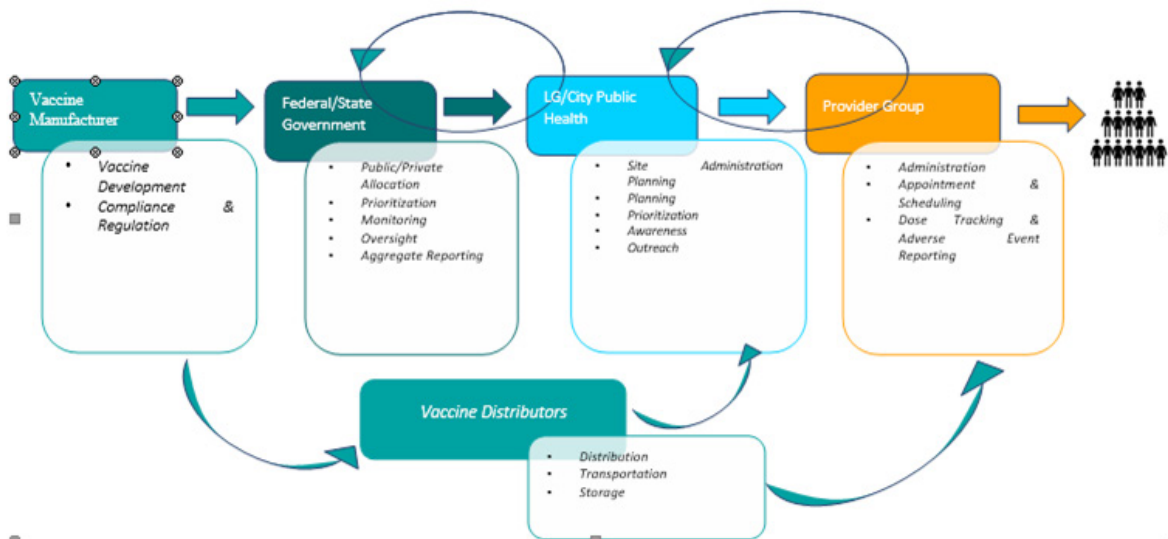 Vaccine
Manufacturer
Federal/State
Government
LG/City Public
Health
Provider Group
• Vaccine
Development
• Compliance &
Regulation
• Public/Private
Allocation
• Prioritization
• Monitoring
• Oversight
• Aggregate Reporting
• Site Administration
Planning
• Planning
• Prioritization
• Awareness
• Outreach
• Administration
• Appointment &
Scheduling
• Dose Tracking &
Adverse Event
Reporting
Vaccine Distributors
• Distribution
• Transportation
• Storage